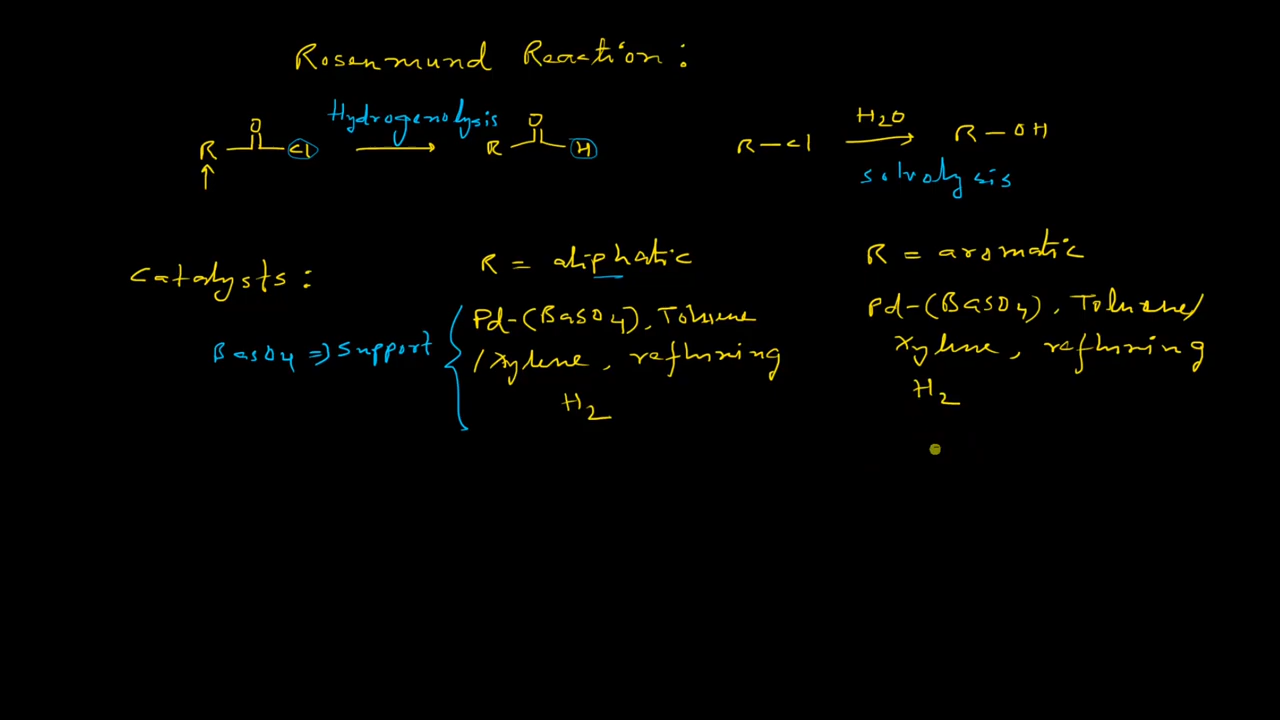 Rosenmund Reaction :
R O Cl Hydrogenolysis R O H
R — Cl H2O R — OH
solvolysis
Catalysts :
R = aliphatic
Pd-(BaSO4), Toluene
/Xylene, refluxing
H2
BaSO4 => Support
R = aromatic
Pd-(BaSO4), Toluene/
Xylene, refluxing
H2